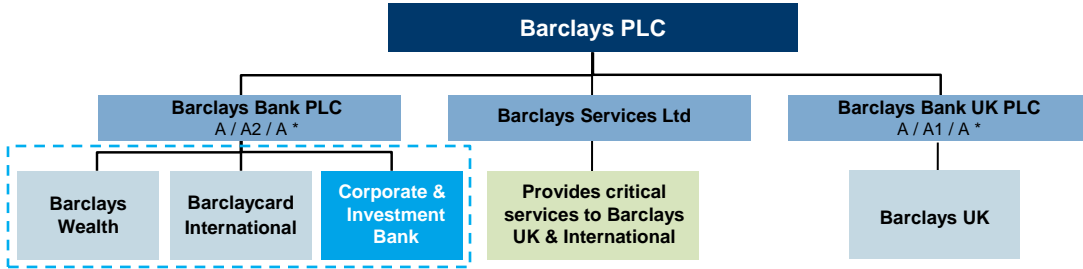 Barclays PLC
Barclays Bank PLC
A / A2 / A *
Barclays Services Ltd
Barclays Bank UK PLC
A / A1 / A *
Barclays
Wealth
Barclaycard
International
Corporate &
Investment
Bank
Provides critical
services to Barclays
UK & International
Barclays UK